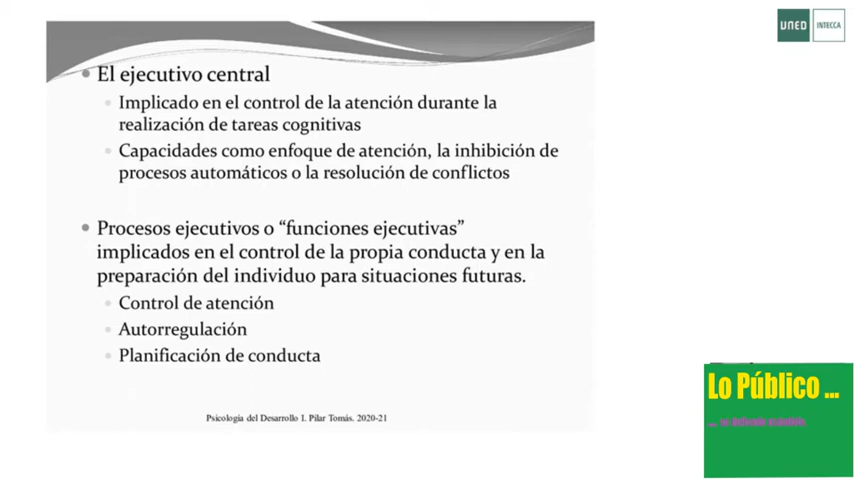 UNED
INTECCA
El ejecutivo central
Implicado en el control de la atención durante la
realización de tareas cognitivas
Capacidades como enfoque de atención, la inhibición de
procesos automáticos o la resolución de conflictos
Procesos ejecutivos o “funciones ejecutivas”
implicados en el control de la propia conducta y en la
preparación del individuo para situaciones futuras.
Control de atención
Autorregulación
Planificación de conducta
Psicología del Desarrollo I. Pilar Tomás. 2020-21
Lo Público ...